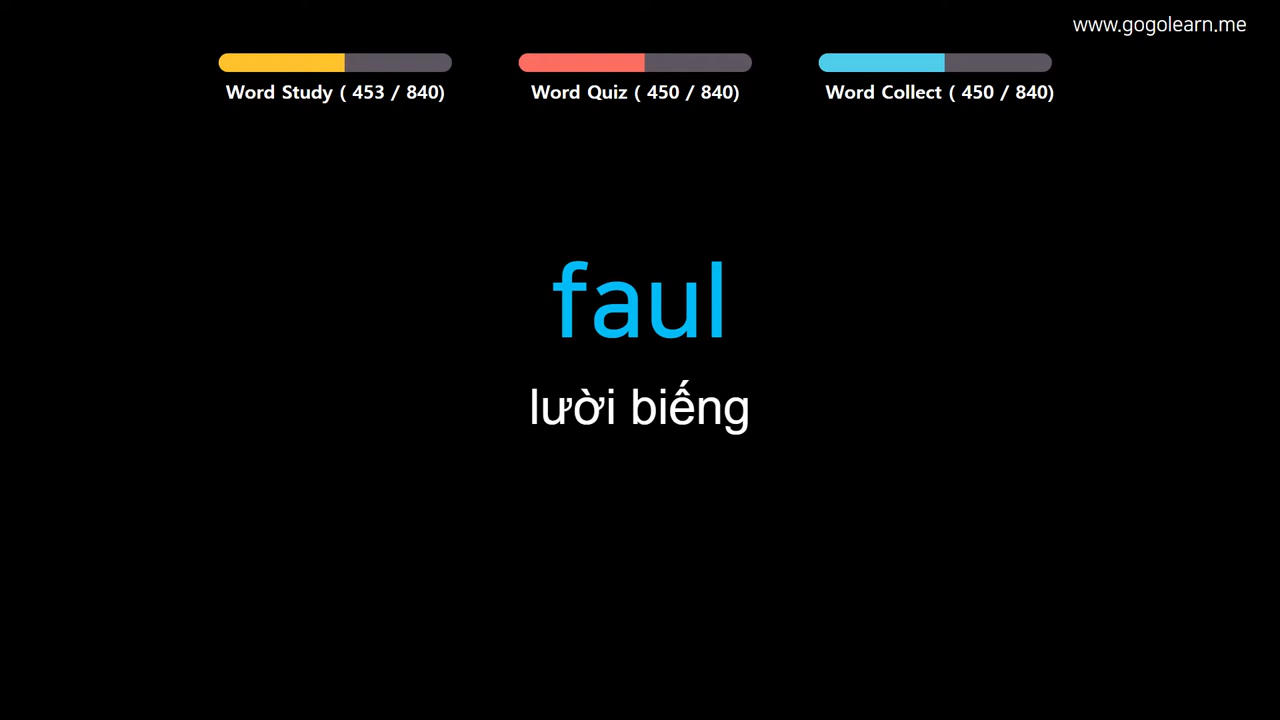 www.gogolearn.me
Word Study ( 453 / 840)
Word Quiz ( 450 / 840)
Word Collect ( 450 / 840)
faul
lười biếng